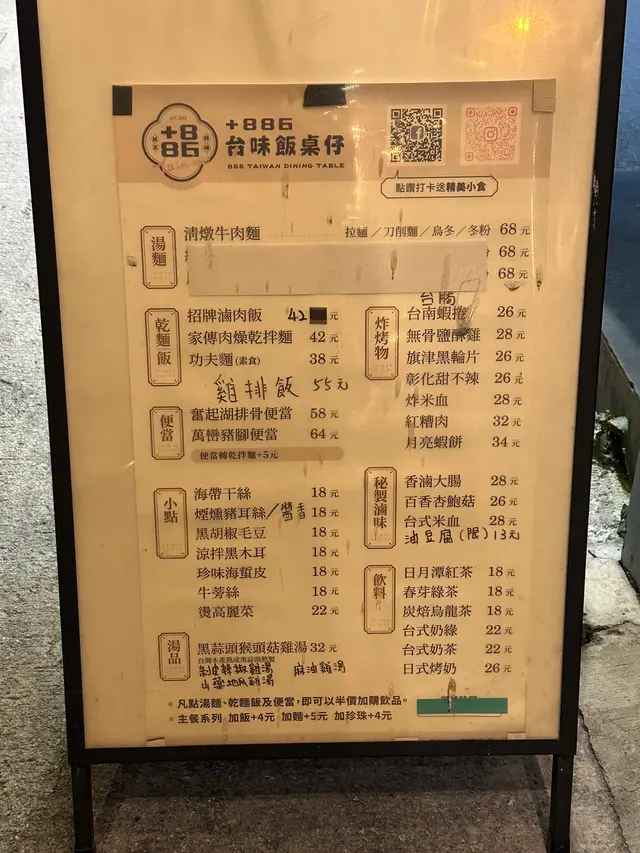 +886
台味飯桌仔
886 TAIWAN DINING TABLE
+8
86
點讚打卡送精美小食
湯麵
清燉牛肉麵 拉麵／刀削麵／烏冬／冬粉 68元
68元
68元
乾麵飯
招牌滷肉飯 42元
家傳肉燥乾拌麵 42元
功夫麵(素食) 38元
雞排飯 55元
便當
奮起湖排骨便當 58元
萬巒豬腳便當 64元
便當轉乾拌麵+5元
小點
海帶干絲 18元
煙燻豬耳絲／醬香 18元
黑胡椒毛豆 18元
涼拌黑木耳 18元
珍味海蜇皮 18元
牛蒡絲 18元
燙高麗菜 22元
湯品
黑蒜頭猴頭菇雞湯 32元
剝皮辣椒雞湯 麻油雞湯
山藥地瓜雞湯
炸烤物
台腸
台南蝦捲 26元
無骨鹽酥雞 28元
旗津黑輪片 26元
彰化甜不辣 26元
炸米血 28元
紅糟肉 32元
月亮蝦餅 34元
秘製滷味
香滷大腸 28元
百香杏鮑菇 26元
台式米血 28元
油豆腐(限)13元
飲料
日月潭紅茶 18元
春芽綠茶 18元
炭焙烏龍茶 18元
台式奶綠 22元
台式奶茶 22元
日式烤奶 26元
凡點湯麵、乾麵飯及便當，即可以半價加購飲品。
主餐系列 加飯+4元 加麵+5元 加珍珠+4元